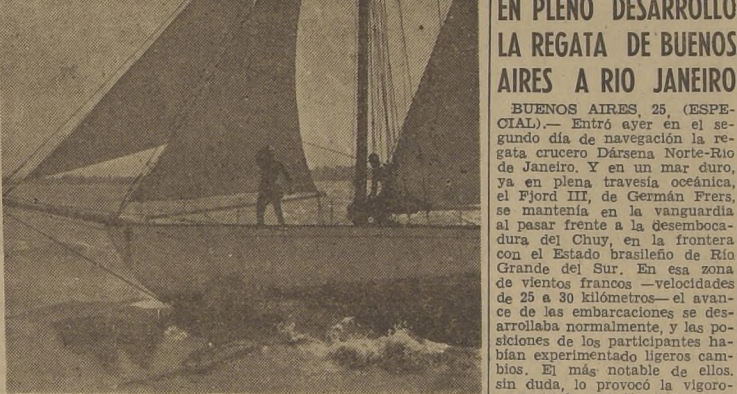 EN PLENO DESARROLLO
LA REGATA DE BUENOS
AIRES A RIO JANEIRO
BUENOS AIRES, 25, (ESPE-
CIAL).— Entró ayer en el se-
gundo día de navegación la re-
gata crucero Dársena Norte-Rio
de Janeiro. Y en un mar duro,
ya en plena travesía oceánica,
el Fjord III, de Germán Frers,
se mantenía en la vanguardia
al pasar frente a la desemboca-
dura del Chuy, en la frontera
con el Estado brasileño de Río
Grande del Sur. En esa zona
de vientos francos —velocidades
de 25 a 30 kilómetros— el avan-
ce de las embarcaciones se des-
arrollaba normalmente, y las po-
siciones de los participantes ha-
bían experimentado ligeros cam-
bios. El más notable de ellos,
sin duda, lo provocó la vigoro-